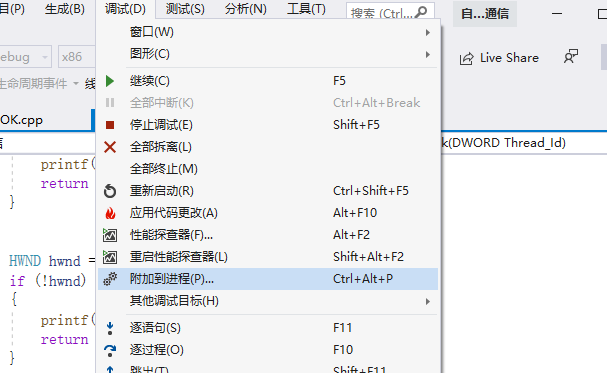 目(P) 生成(B) 调试(D) 测试(S) 分析(N) 工具(T) 搜索 (Ctrl... 自...通信
ebug x86 Live Share
生命周期事件 线
OK.cpp
信 k(DWORD Thread_Id)
窗口(W)
图形(C)
继续(C) F5
全部中断(K) Ctrl+Alt+Break
停止调试(E) Shift+F5
全部拆离(L)
全部终止(M)
重新启动(R) Ctrl+Shift+F5
应用代码更改(A) Alt+F10
性能探查器(F)... Alt+F2
重启性能探查器(L) Shift+Alt+F2
附加到进程(P)... Ctrl+Alt+P
其他调试目标(H)
逐语句(S) F11
逐过程(O) F10
跳出(T) Shift+F11
printf(
return
}
HWND hwnd =
if (!hwnd)
{
printf(
return
}